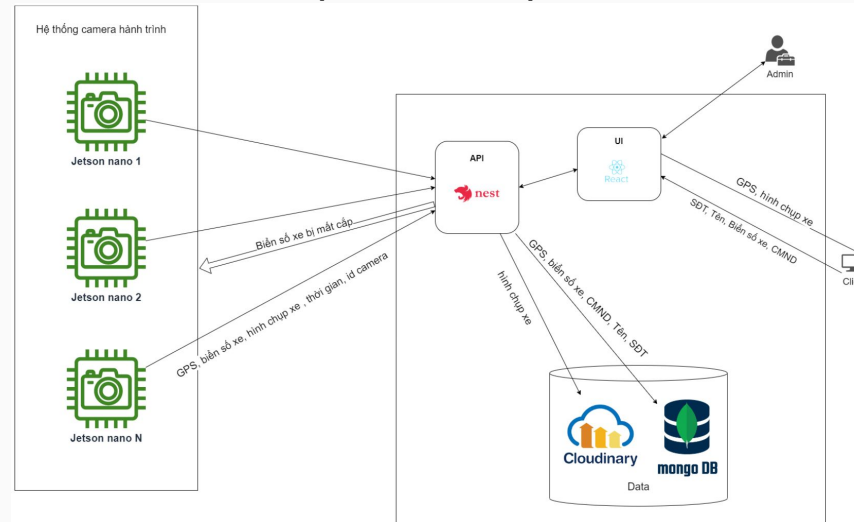 Hệ thống camera hành trình
Admin
UI
React
API
nest
Jetson nano 1
GPS, hình chụp xe
SĐT, Tên, Biển số xe, CMND
Biển số xe bị mất cắp
Jetson nano 2
GPS, biển số xe, hình chụp xe , thời gian, id camera
hình chụp xe
GPS, biển số xe, CMND, Tên, SĐT
Jetson nano N
Cloudinary
mongo DB
Data